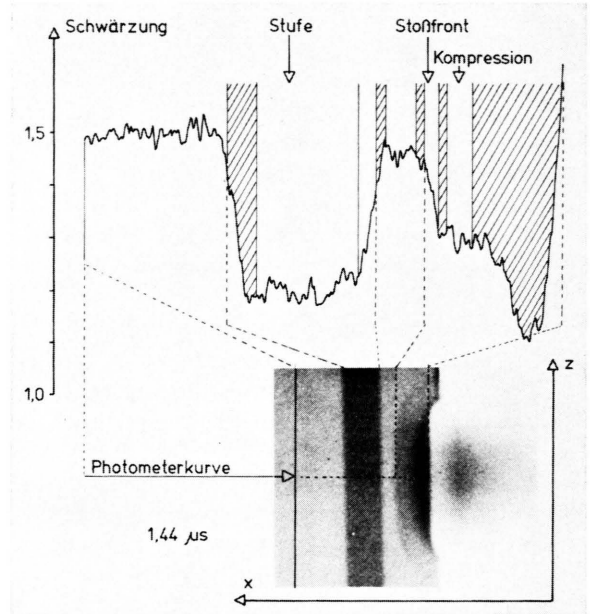 Schwärzung
Stufe
Stoßfront
Kompression
1,5
1,0
z
Photometerkurve
1,44 µs
x